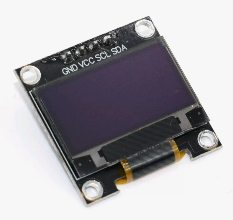 GND VCC SCL SDA